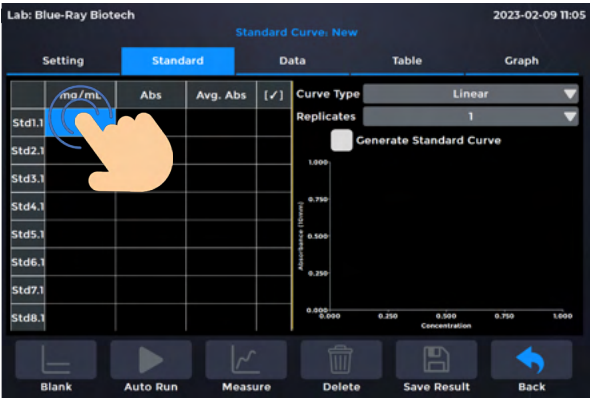 Lab: Blue-Ray Biotech 2023-02-09 11:05
Standard Curve: New
Setting Standard Data Table Graph
mg/mL Abs Avg. Abs [✓]
Curve Type Linear
Replicates 1
Generate Standard Curve
Std1.1
Std2.1
Std3.1
Std4.1
Std5.1
Std6.1
Std7.1
Std8.1
Absorbance (10mm)
1.000
0.750
0.500
0.250
0.000
0.000 0.250 0.500 0.750 1.000
Concentration
Blank Auto Run Measure Delete Save Result Back